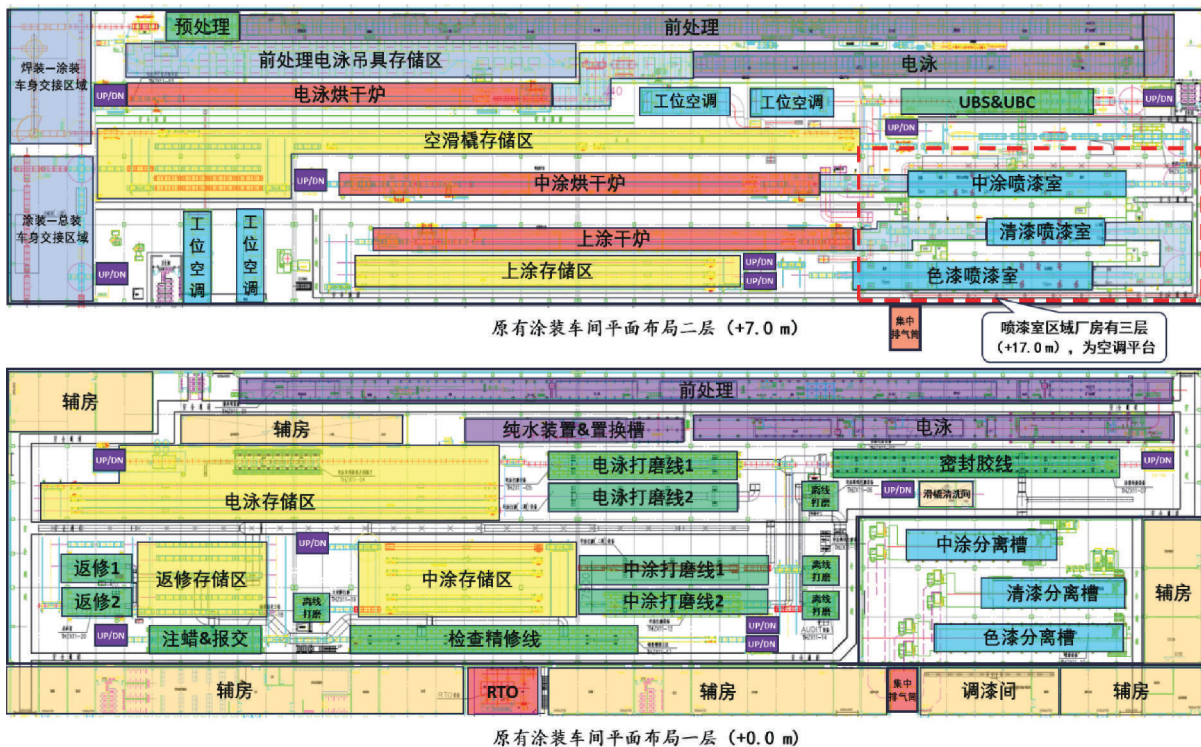 预处理
前处理
焊装—涂装
车身交接区域
前处理电泳吊具存储区
电泳
UP/DN
电泳烘干炉
工位空调
工位空调
UBS&UBC
UP/DN
UP/DN
空滑橇存储区
UP/DN
中涂烘干炉
中涂喷漆室
涂装—总装
车身交接区域
工位空调
工位空调
上涂干炉
清漆喷漆室
UP/DN
上涂存储区
UP/DN
UP/DN
色漆喷漆室
原有涂装车间平面布局二层 (+7.0 m)
集中
排气筒
喷漆室区域厂房有三层
(+17.0 m)，为空调平台
辅房
前处理
辅房
纯水装置&置换槽
电泳
UP/DN
电泳打磨线1
密封胶线
UP/DN
电泳存储区
电泳打磨线2
离线
打磨
UP/DN
滑橇清洗间
UP/DN
中涂分离槽
返修1
返修存储区
中涂存储区
中涂打磨线1
离线
打磨
辅房
返修2
离线
打磨
中涂打磨线2
离线
打磨
清漆分离槽
UP/DN
注蜡&报交
检查精修线
UP/DN
UP/DN
色漆分离槽
辅房
RTO
辅房
集中
排气筒
调漆间
辅房
原有涂装车间平面布局一层 (+0.0 m)